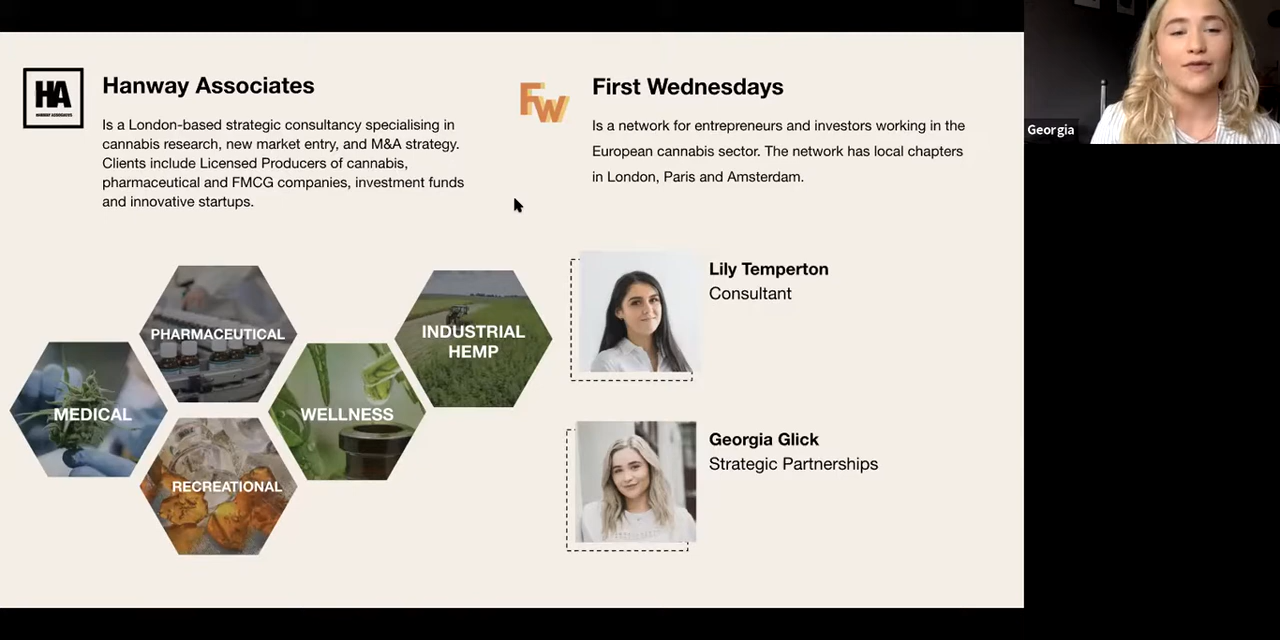 HA
HANWAY ASSOCIATES
Hanway Associates
Is a London-based strategic consultancy specialising in
cannabis research, new market entry, and M&A strategy.
Clients include Licensed Producers of cannabis,
pharmaceutical and FMCG companies, investment funds
and innovative startups.
FW
First Wednesdays
Is a network for entrepreneurs and investors working in the
European cannabis sector. The network has local chapters
in London, Paris and Amsterdam.
PHARMACEUTICAL
INDUSTRIAL
HEMP
MEDICAL
WELLNESS
RECREATIONAL
Lily Temperton
Consultant
Georgia Glick
Strategic Partnerships
Georgia